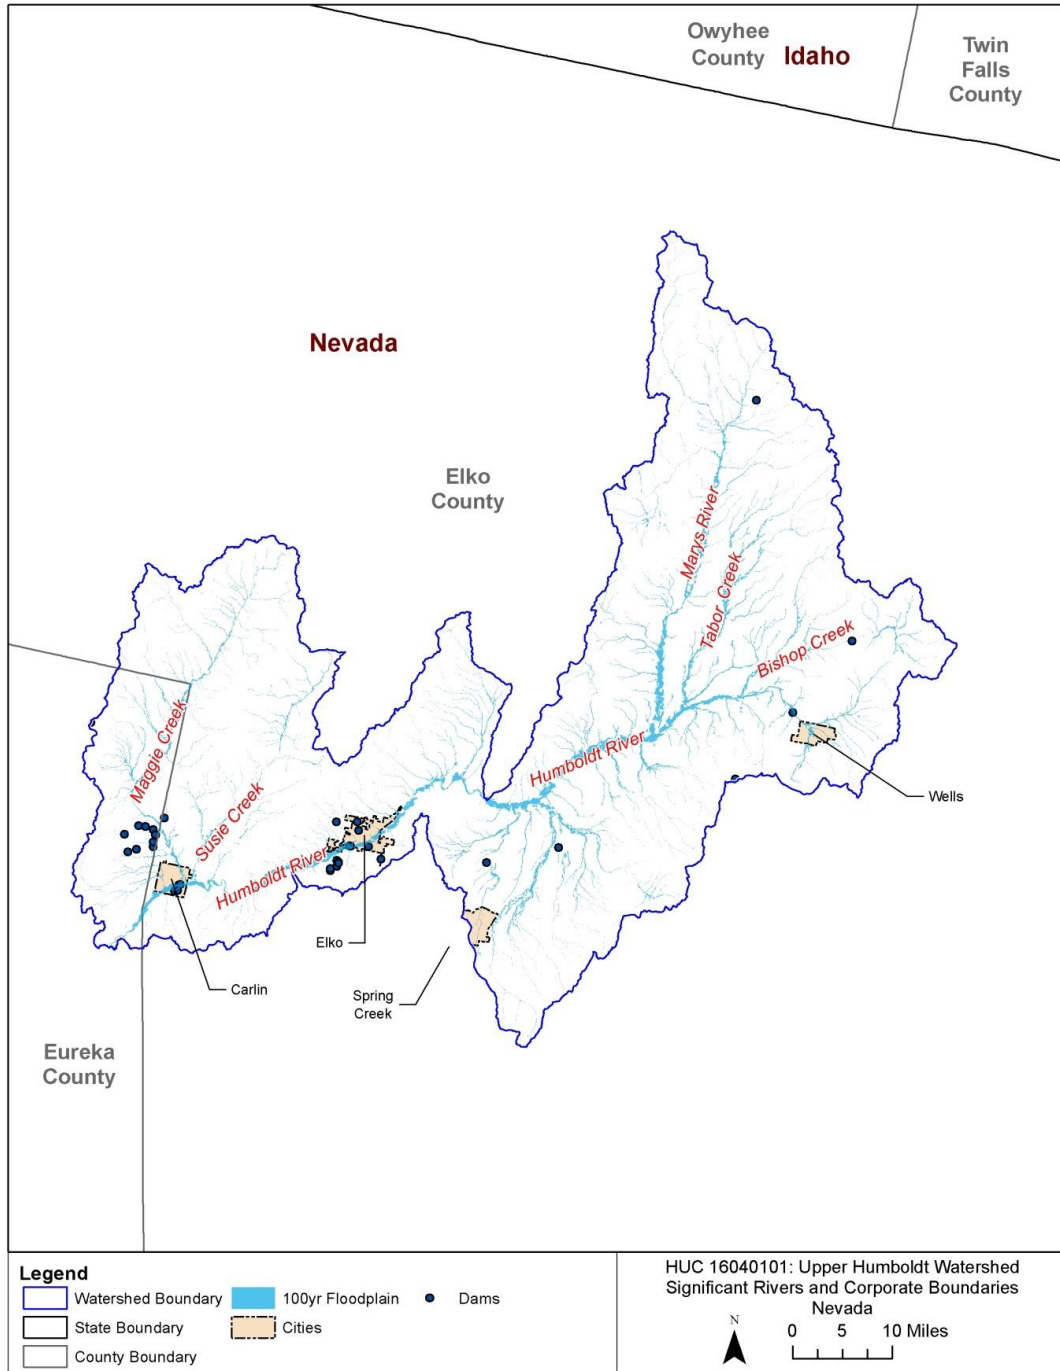 Owyhee
County
Idaho
Twin
Falls
County
Nevada
Elko
County
Marys River
Tabor Creek
Bishop Creek
Humboldt River
Maggie Creek
Susie Creek
Humboldt River
Wells
Elko
Carlin
Spring
Creek
Eureka
County
Legend
Watershed Boundary
100yr Floodplain
Dams
State Boundary
Cities
County Boundary
HUC 16040101: Upper Humboldt Watershed
Significant Rivers and Corporate Boundaries
Nevada
N
0 5 10 Miles